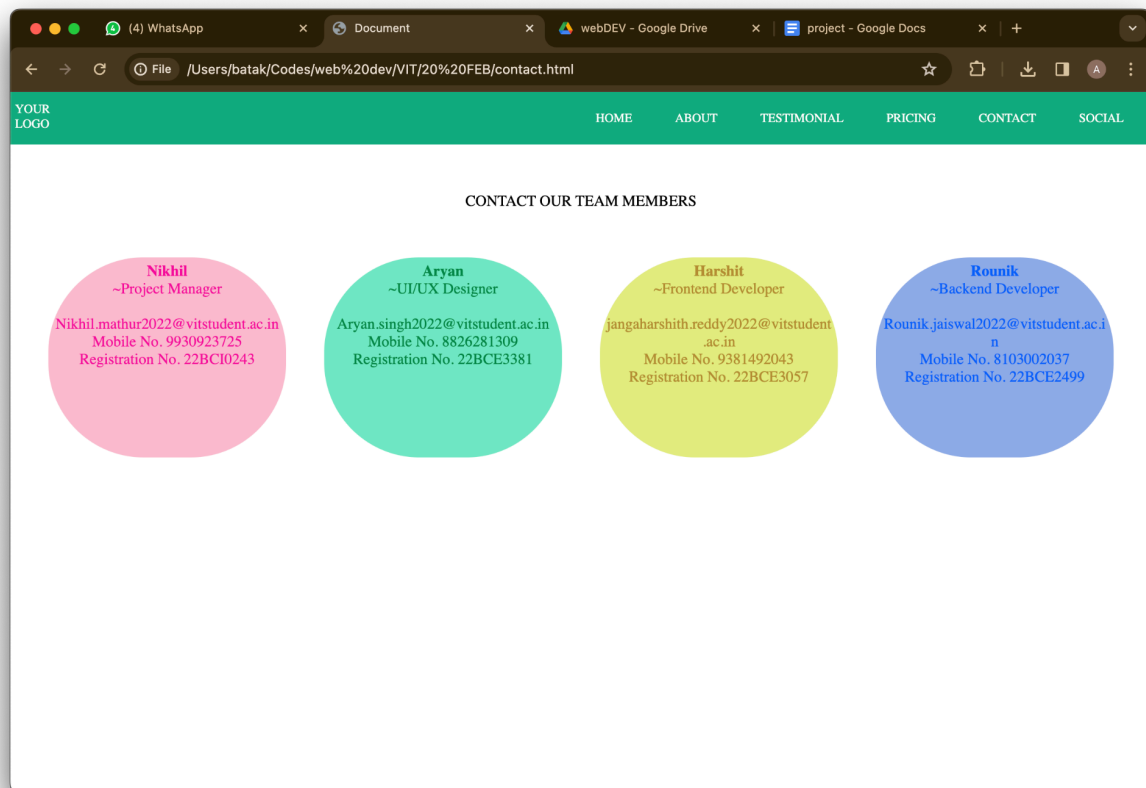 (4) WhatsApp
Document
webDEV - Google Drive
project - Google Docs
File
/Users/batak/Codes/web%20dev/VIT/20%20FEB/contact.html
A
YOUR
LOGO
HOME
ABOUT
TESTIMONIAL
PRICING
CONTACT
SOCIAL
CONTACT OUR TEAM MEMBERS
Nikhil
~Project Manager
Nikhil.mathur2022@vitstudent.ac.in
Mobile No. 9930923725
Registration No. 22BCI0243
Aryan
~UI/UX Designer
Aryan.singh2022@vitstudent.ac.in
Mobile No. 8826281309
Registration No. 22BCE3381
Harshit
~Frontend Developer
jangaharshith.reddy2022@vitstudent
.ac.in
Mobile No. 9381492043
Registration No. 22BCE3057
Rounik
~Backend Developer
Rounik.jaiswal2022@vitstudent.ac.i
n
Mobile No. 8103002037
Registration No. 22BCE2499